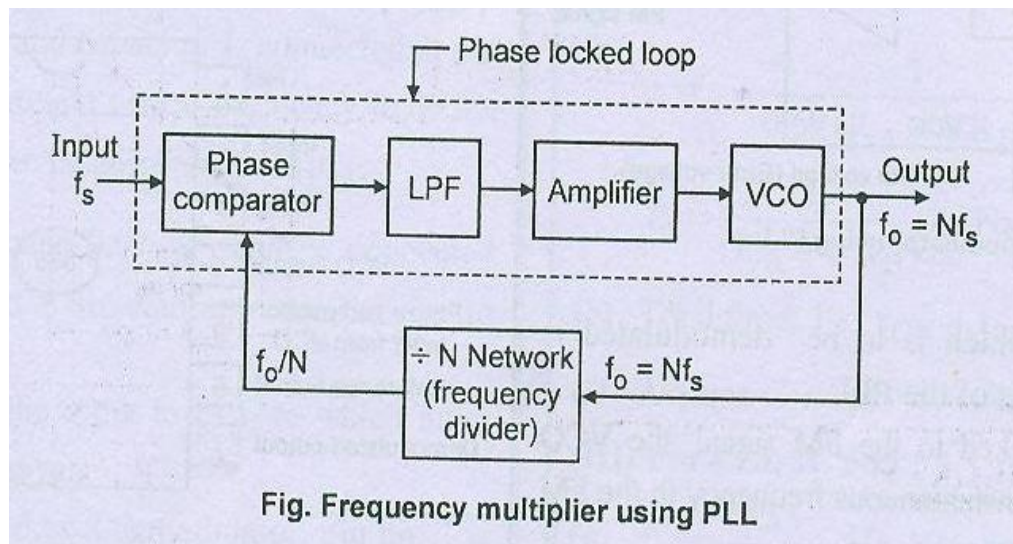 Phase locked loop
Input
fₛ
Phase
comparator
LPF
Amplifier
VCO
Output
fₒ = Nfₛ
fₒ/N
÷ N Network
(frequency
divider)
fₒ = Nfₛ
Fig. Frequency multiplier using PLL